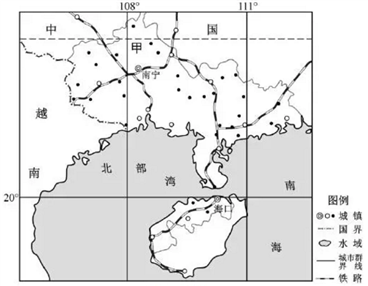 108°
111°
中
国
甲
南宁
越
南
北
部
湾
南
海
20°
海口
图例
城镇
国界
水域
城市群界线
铁路